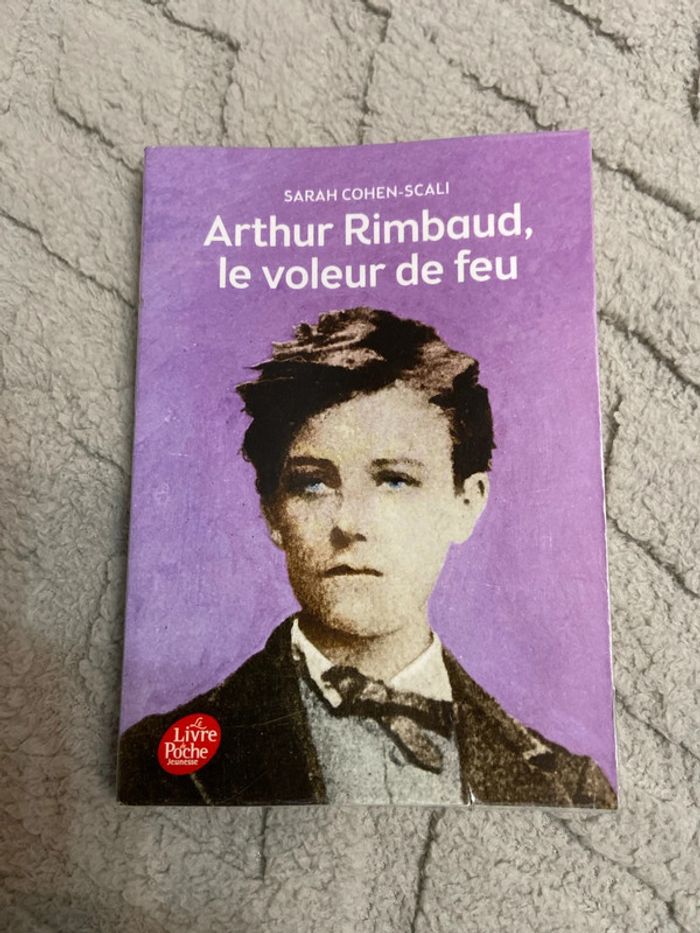 SARAH COHEN-SCALI
Arthur Rimbaud,
le voleur de feu
Le
Livre
de
Poche
Jeunesse